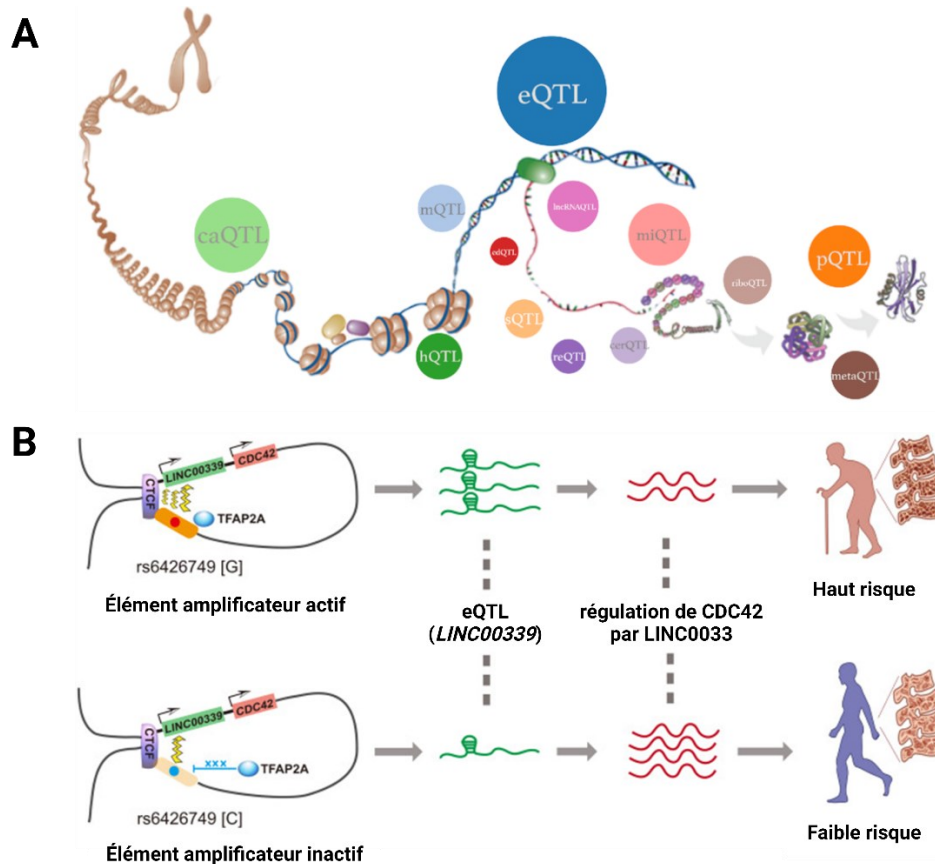 A
eQTL
caQTL
mQTL
lncRNAQTL
edQTL
miQTL
riboQTL
pQTL
sQTL
hQTL
reQTL
cerQTL
metaQTL
B
LINC00339
CDC42
CTCF
TFAP2A
rs6426749 [G]
Élément amplificateur actif
eQTL
(LINC00339)
régulation de CDC42
par LINC0033
Haut risque
LINC00339
CDC42
CTCF
xxx
TFAP2A
rs6426749 [C]
Élément amplificateur inactif
Faible risque